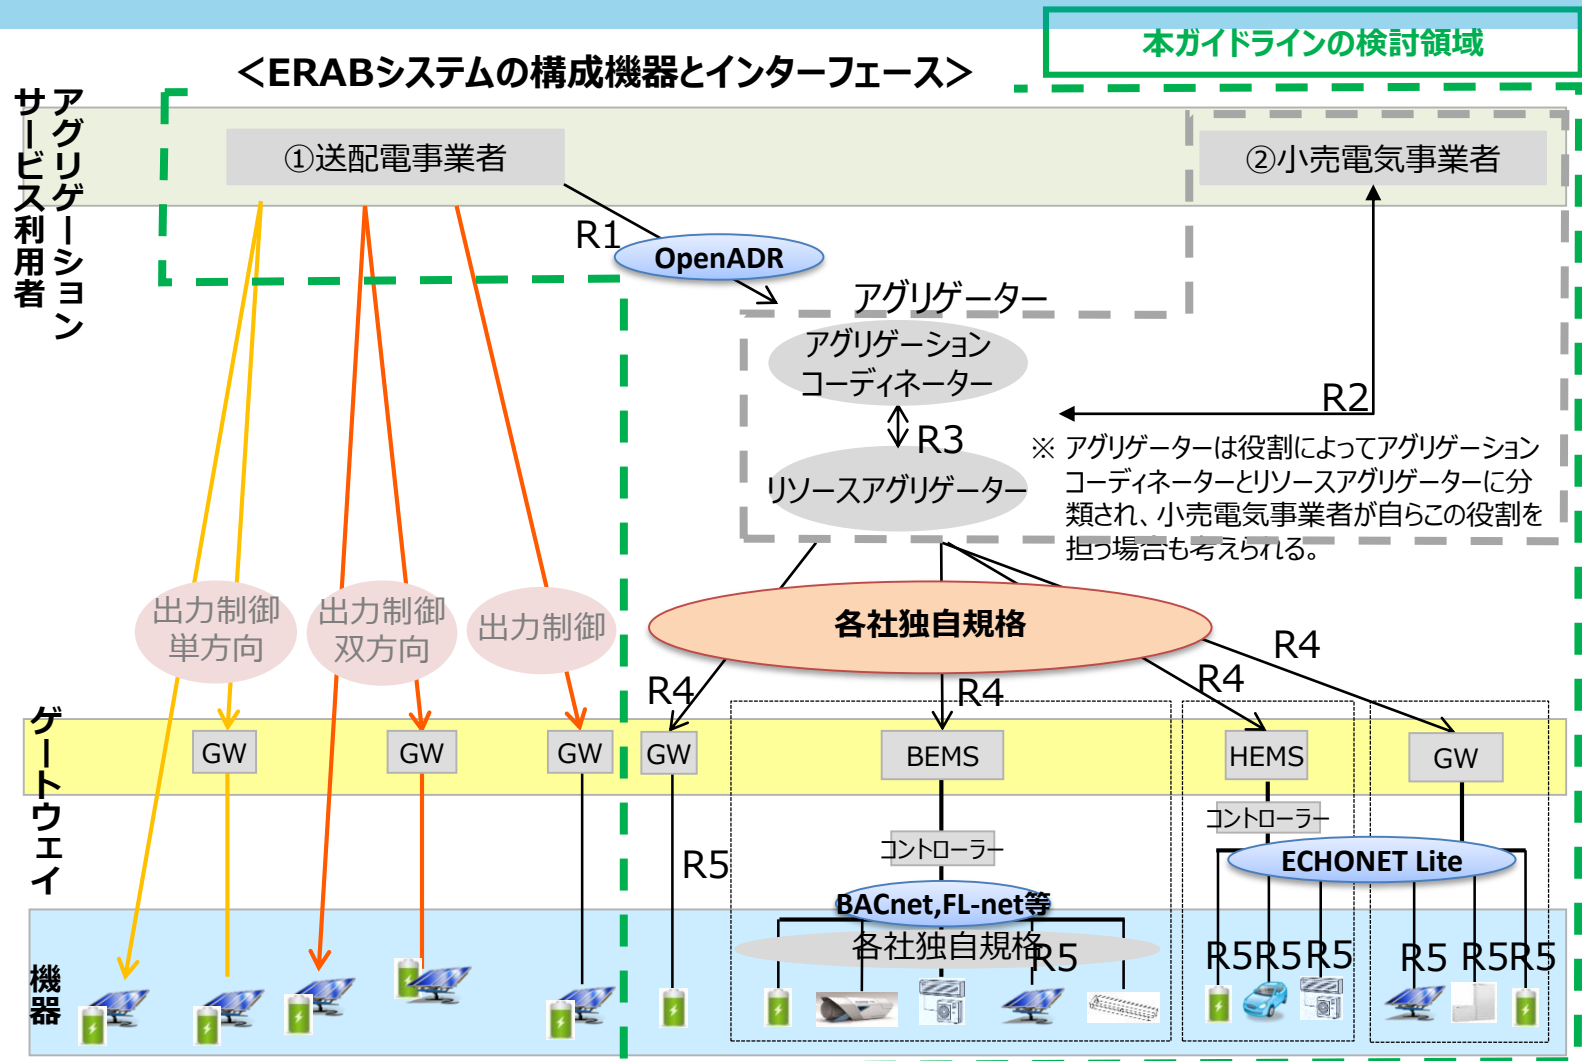 本ガイドラインの検討領域
＜ERABシステムの構成機器とインターフェース＞
アグリゲーション
サービス利用者
①送配電事業者
②小売電気事業者
R1
OpenADR
アグリゲーター
アグリゲーション
コーディネーター
R2
R3
リソースアグリゲーター
※ アグリゲーターは役割によってアグリゲーション
コーディネーターとリソースアグリゲーターに分
類され、小売電気事業者が自らこの役割を
担う場合も考えられる。
出力制御
単方向
出力制御
双方向
出力制御
各社独自規格
R4
R4
R4
R4
ゲートウェイ
GW
GW
GW
GW
BEMS
HEMS
GW
コントローラー
コントローラー
R5
ECHONET Lite
BACnet,FL-net等
各社独自規格
R5
R5
R5
R5
R5
R5
R5
機器